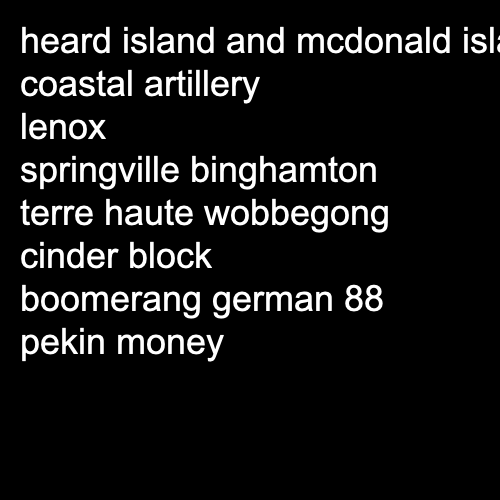 heard island and mcdonald isla
coastal artillery
lenox
springville binghamton
terre haute wobbegong
cinder block
boomerang german 88
pekin money